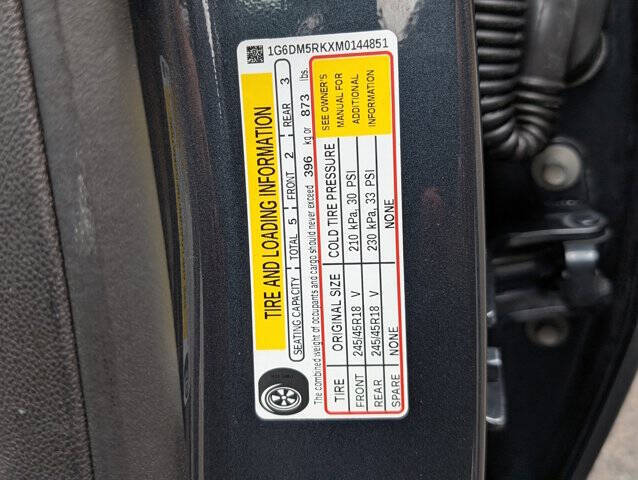 1G6DM5RKXM0144851
TIRE AND LOADING INFORMATION
SEATING CAPACITY | TOTAL 5 | FRONT 2 | REAR 3
The combined weight of occupants and cargo should never exceed 396 kg or 873 lbs.
TIRE ORIGINAL SIZE COLD TIRE PRESSURE
FRONT 245/45R18 V 210 kPa, 30 PSI
REAR 245/45R18 V 230 kPa, 33 PSI
SPARE NONE NONE
SEE OWNER'S
MANUAL FOR
ADDITIONAL
INFORMATION